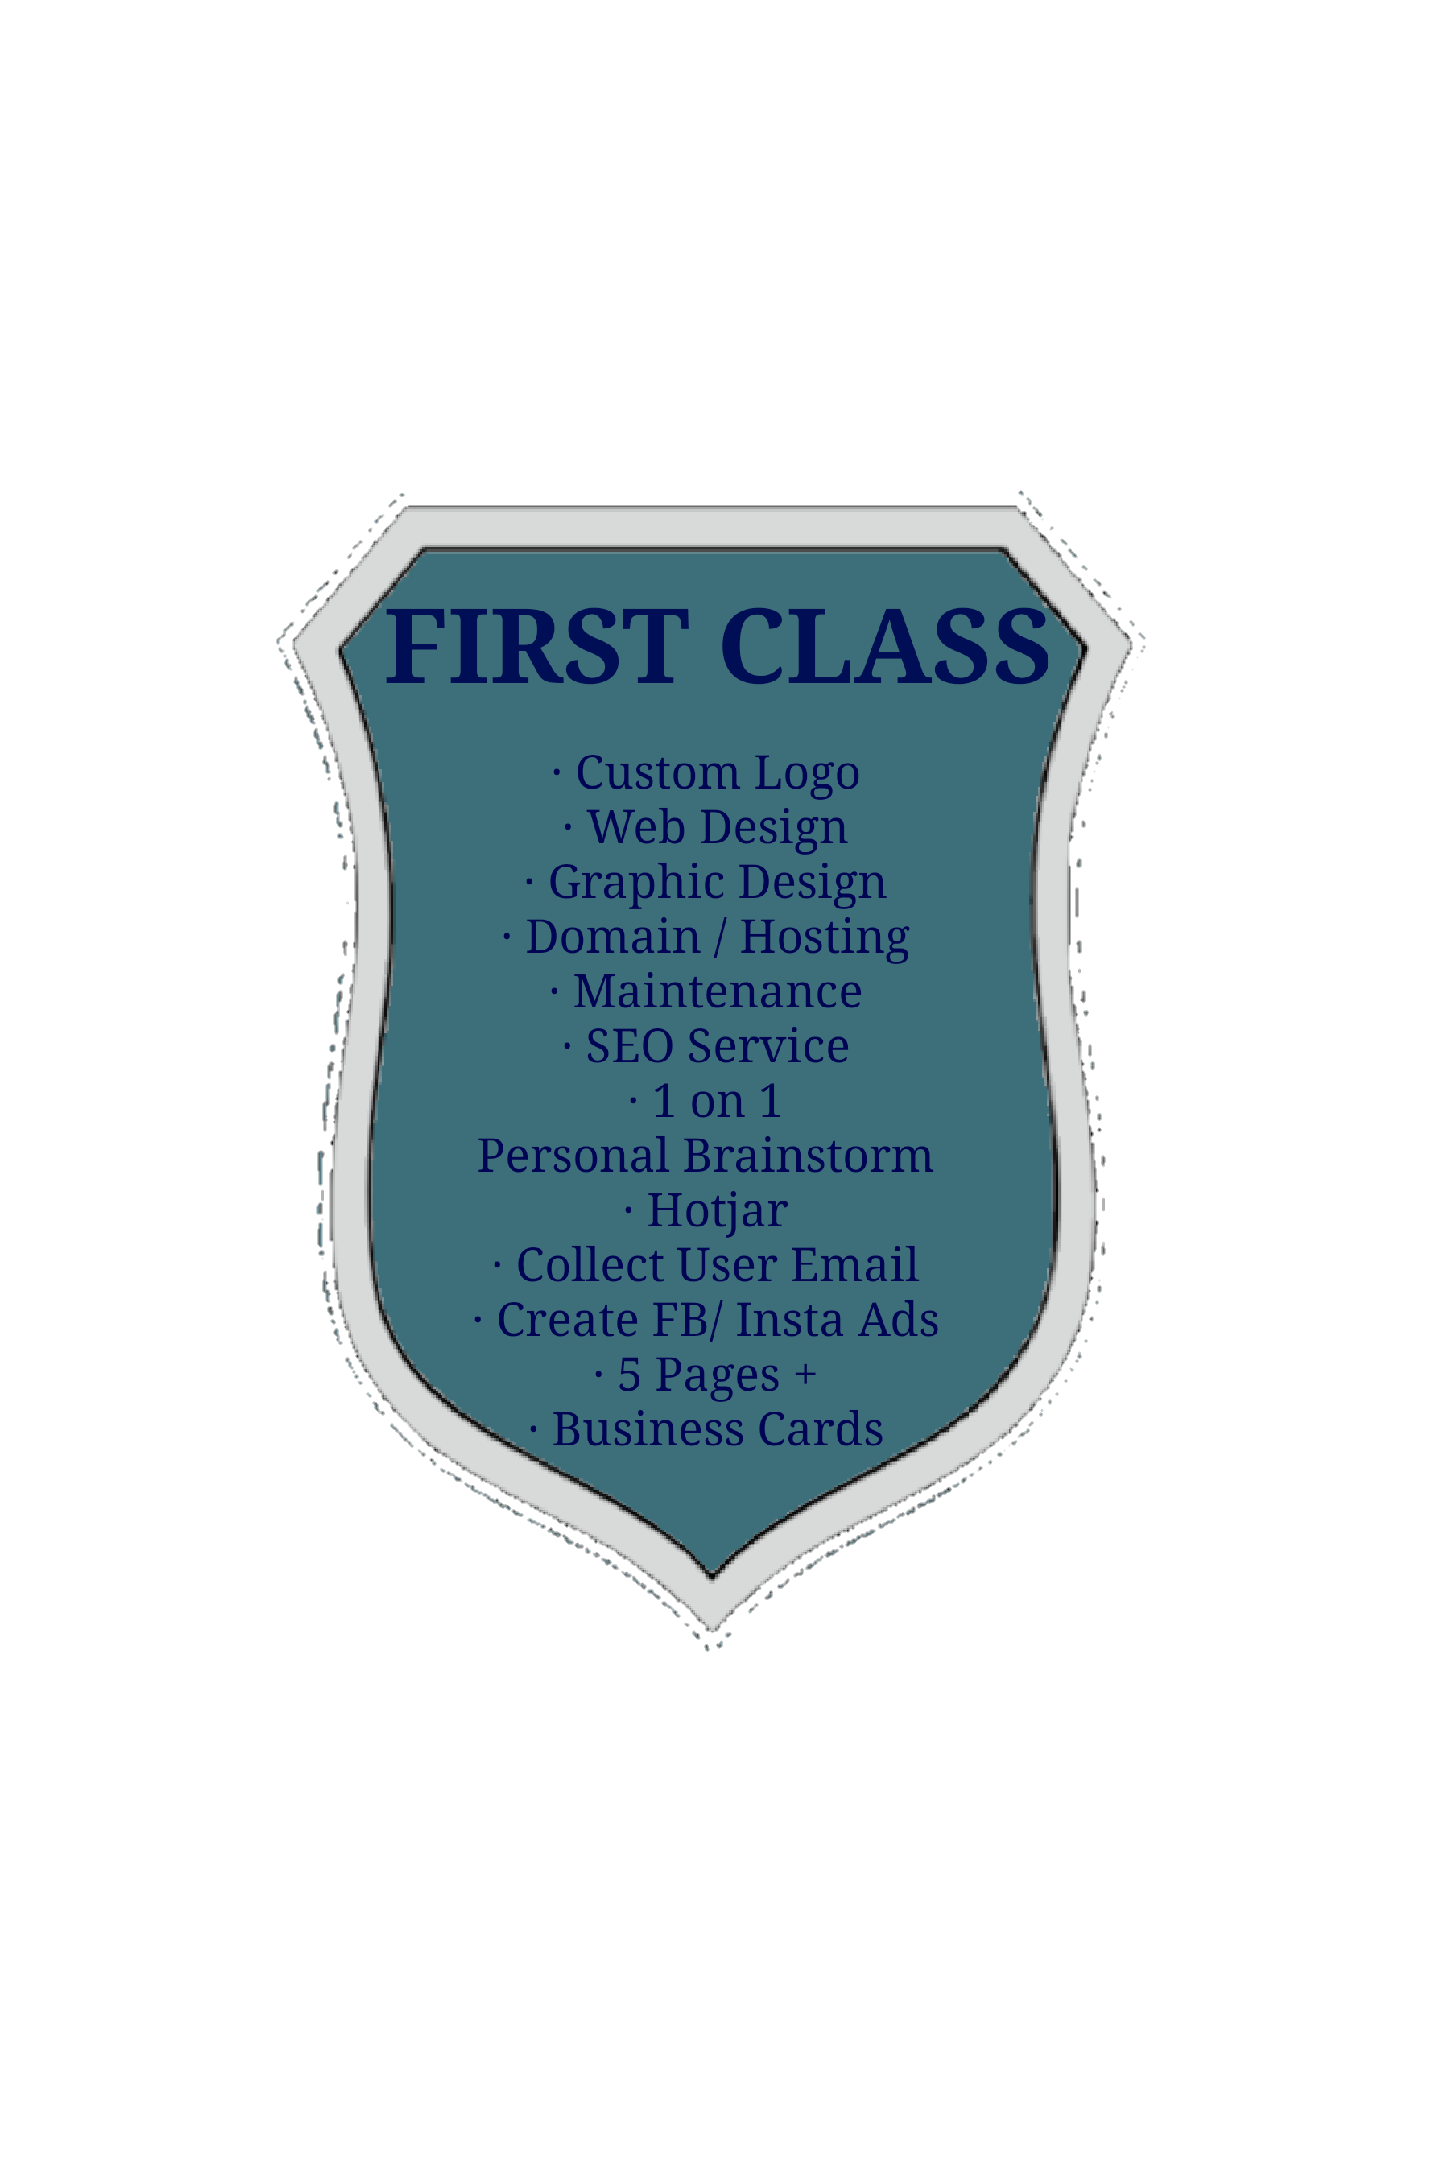 FIRST CLASS
· Custom Logo
· Web Design
· Graphic Design
· Domain / Hosting
· Maintenance
· SEO Service
· 1 on 1
Personal Brainstorm
· Hotjar
· Collect User Email
· Create FB/ Insta Ads
· 5 Pages +
· Business Cards